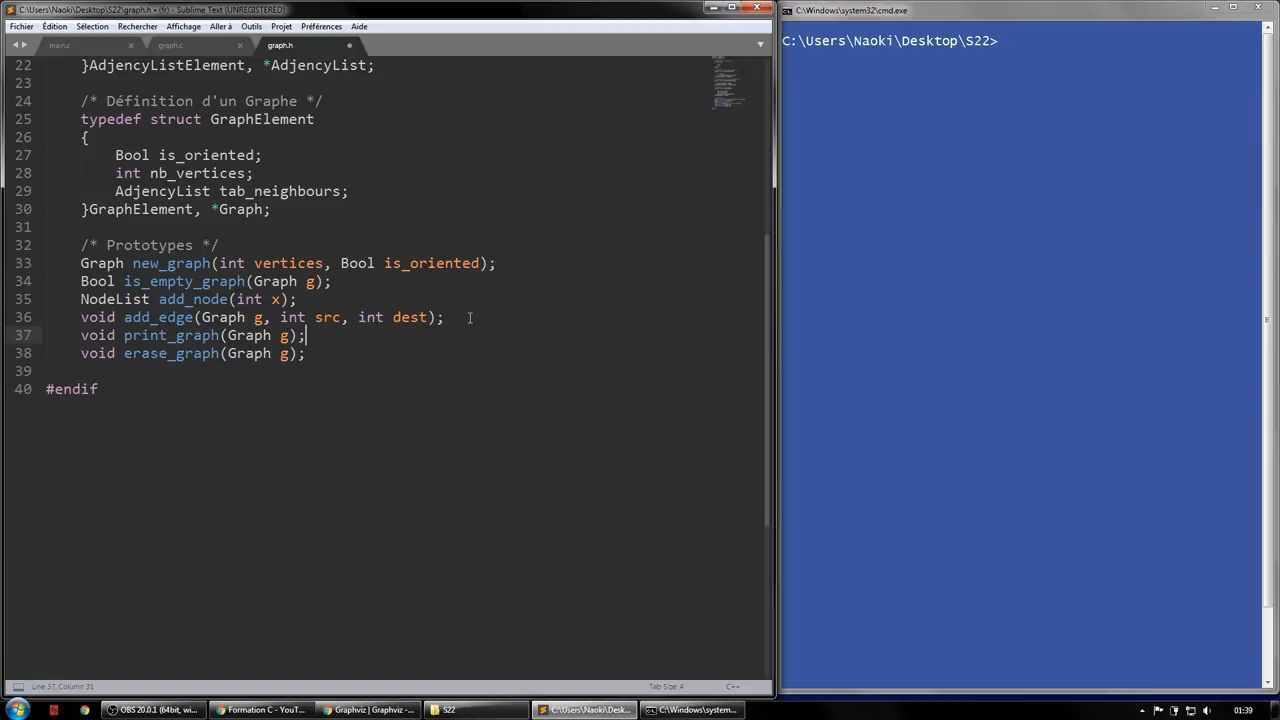 C:\Users\Naoki\Desktop\S22\graph.h • (fr) - Sublime Text (UNREGISTERED)
Fichier Édition Sélection Rechercher Affichage Aller à Outils Projet Préférences Aide
main.c × graph.c × graph.h
22 }AdjencyListElement, *AdjencyList;
23
24 /* Définition d'un Graphe */
25 typedef struct GraphElement
26 {
27 Bool is_oriented;
28 int nb_vertices;
29 AdjencyList tab_neighbours;
30 }GraphElement, *Graph;
31
32 /* Prototypes */
33 Graph new_graph(int vertices, Bool is_oriented);
34 Bool is_empty_graph(Graph g);
35 NodeList add_node(int x);
36 void add_edge(Graph g, int src, int dest);
37 void print_graph(Graph g);
38 void erase_graph(Graph g);
39
40 #endif
Line 37, Column 31
Tab Size: 4
C++
C:\Windows\system32\cmd.exe
C:\Users\Naoki\Desktop\S22>
OBS 20.0.1 (64bit, wi...
Formation C - YouT...
Graphviz | Graphviz -...
S22
C:\Users\Naoki\Desk...
C:\Windows\system...
01:39